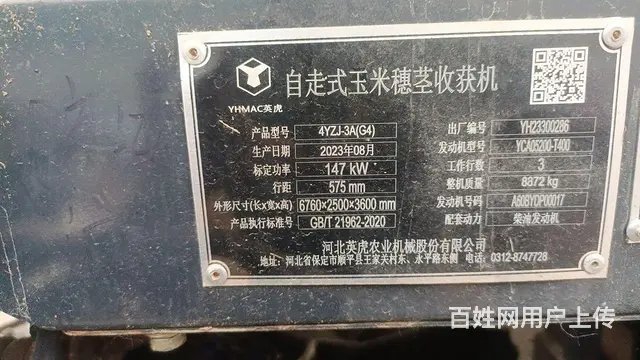 自走式玉米穗茎收获机
YHMAC英虎
产品型号 4YZJ-3A(G4) 出厂编号 YH23300286
生产日期 2023年08月 发动机型号 YCA05200-T400
标定功率 147 kW 工作行数 3
行距 575 mm 整机质量 8872 kg
外形尺寸(长x宽x高) 6760×2500×3600 mm 发动机号码 A60BYDP00017
产品执行标准号 GB/T 21962-2020 配套动力 柴油发动机
河北英虎农业机械股份有限公司
地址：河北省保定市顺平县王家关村东、永平路东侧 电话：0312-8747728
百姓网用户上传